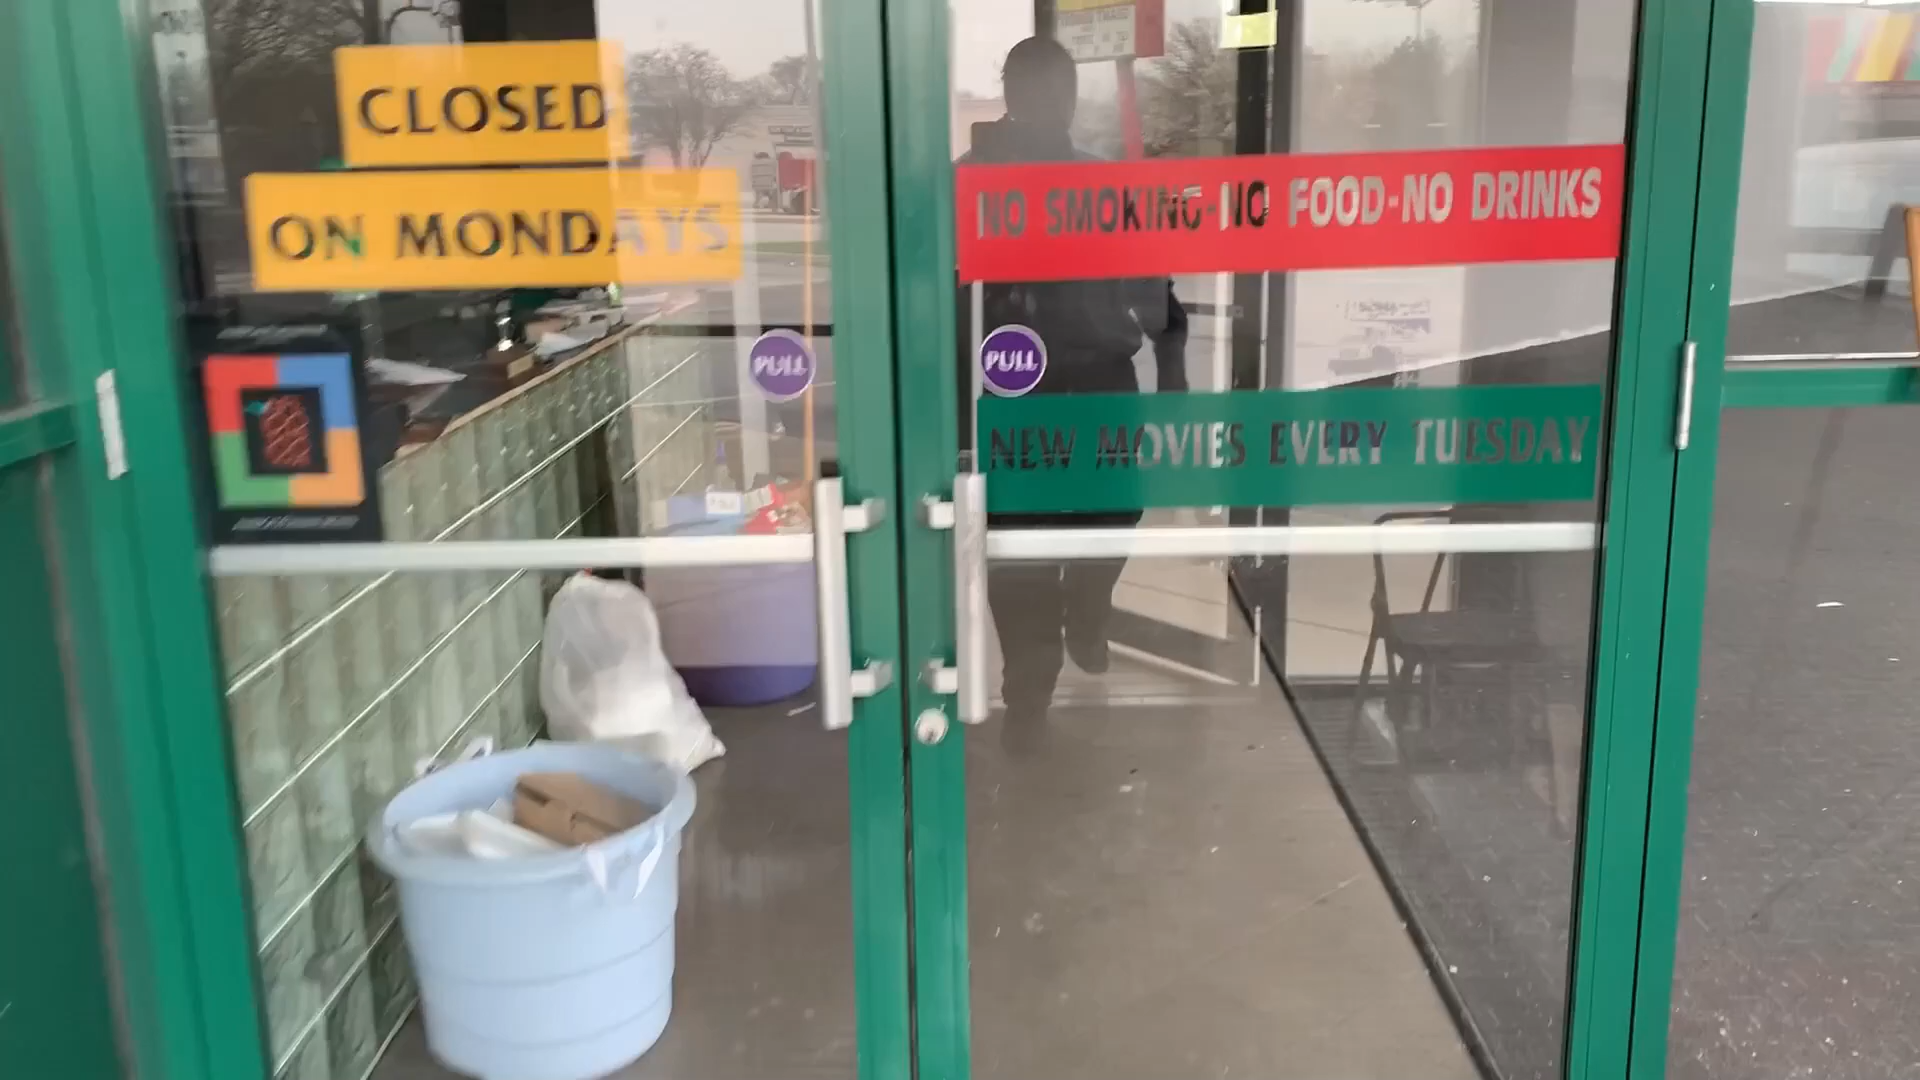 CLOSED
ON MONDAYS
NO SMOKING-NO FOOD-NO DRINKS
PULL
PULL
NEW MOVIES EVERY TUESDAY